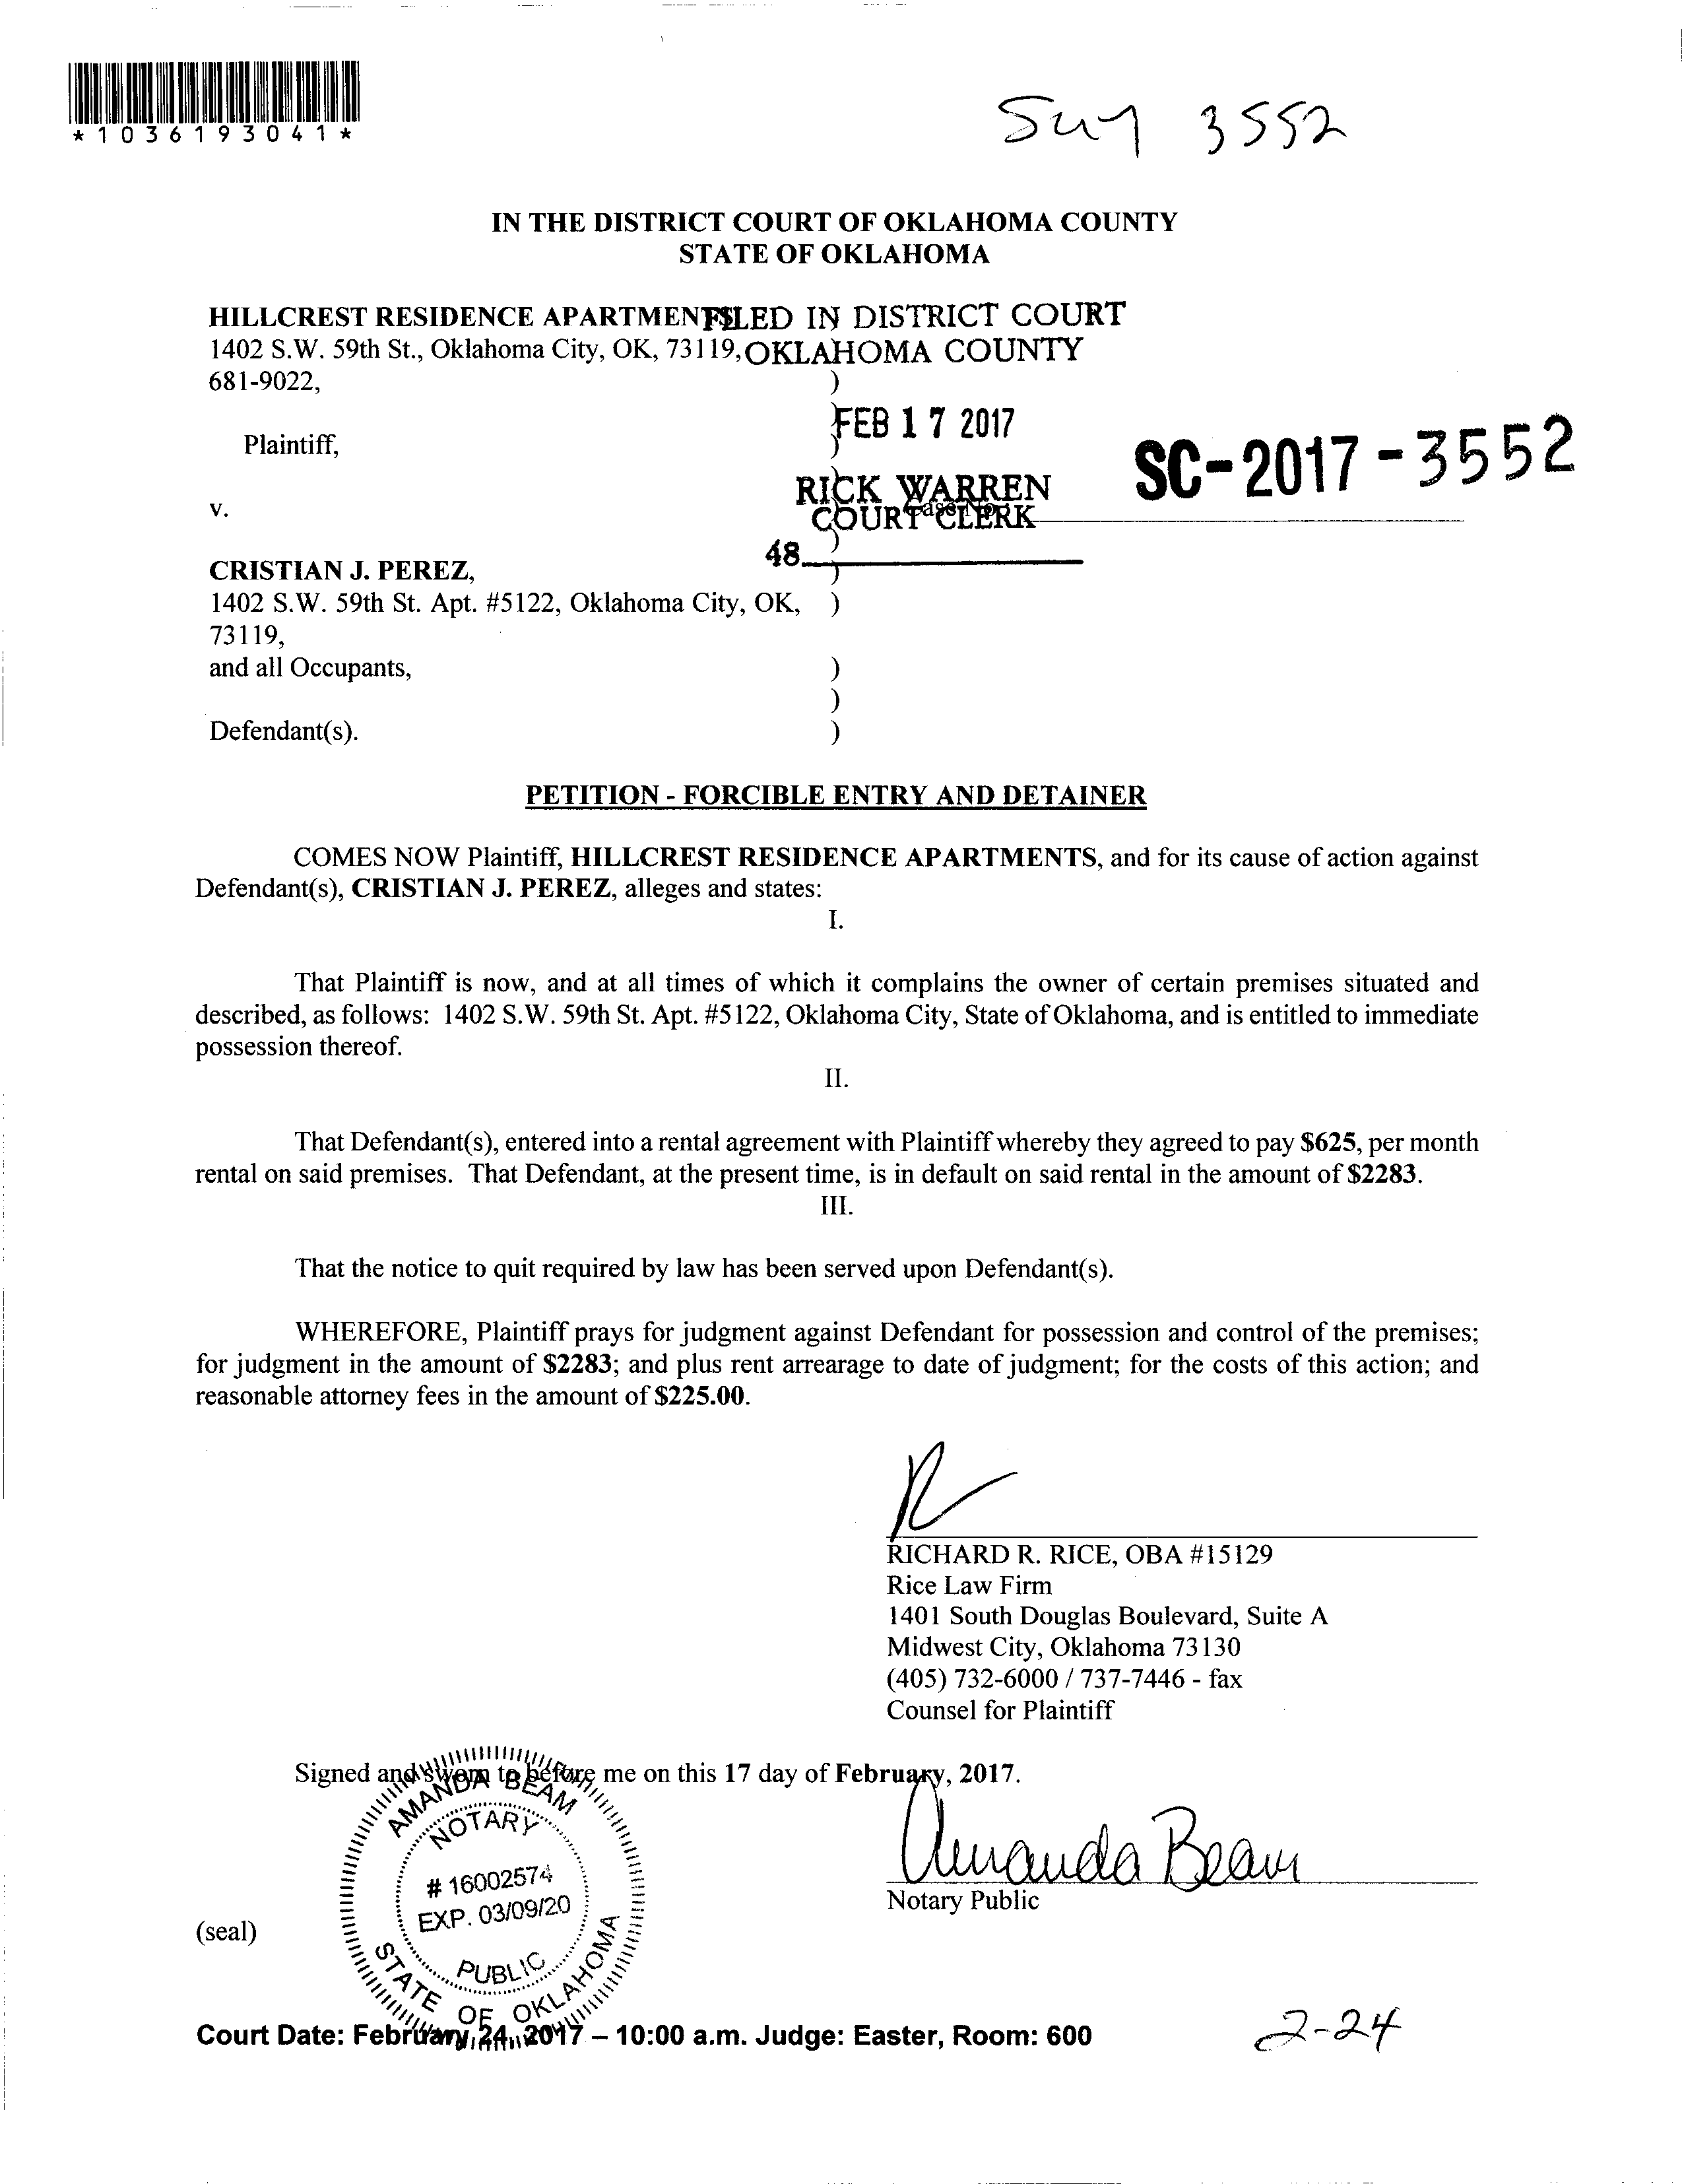 *1036193041*
3552
IN THE DISTRICT COURT OF OKLAHOMA COUNTY
STATE OF OKLAHOMA
HILLCREST RESIDENCE APARTMENTS,
FILED IN DISTRICT COURT
1402 S.W. 59th St., Oklahoma City, OK, 73119,
OKLAHOMA COUNTY
681-9022, )
FEB 17 2017
Plaintiff, )
SC-2017-3552
RICK WARREN
v. Case No.
COURT CLERK
48
CRISTIAN J. PEREZ, )
1402 S.W. 59th St. Apt. #5122, Oklahoma City, OK, )
73119,
and all Occupants, )
)
Defendant(s). )
PETITION - FORCIBLE ENTRY AND DETAINER
COMES NOW Plaintiff, HILLCREST RESIDENCE APARTMENTS, and for its cause of action against
Defendant(s), CRISTIAN J. PEREZ, alleges and states:
I.
That Plaintiff is now, and at all times of which it complains the owner of certain premises situated and
described, as follows: 1402 S.W. 59th St. Apt. #5122, Oklahoma City, State of Oklahoma, and is entitled to immediate
possession thereof.
II.
That Defendant(s), entered into a rental agreement with Plaintiff whereby they agreed to pay $625, per month
rental on said premises. That Defendant, at the present time, is in default on said rental in the amount of $2283.
III.
That the notice to quit required by law has been served upon Defendant(s).
WHEREFORE, Plaintiff prays for judgment against Defendant for possession and control of the premises;
for judgment in the amount of $2283; and plus rent arrearage to date of judgment; for the costs of this action; and
reasonable attorney fees in the amount of $225.00.
RICHARD R. RICE, OBA #15129
Rice Law Firm
1401 South Douglas Boulevard, Suite A
Midwest City, Oklahoma 73130
(405) 732-6000 / 737-7446 - fax
Counsel for Plaintiff
Signed and sworn to before me on this 17 day of February, 2017.
AMANDA BEAM
NOTARY
# 16002574
EXP. 03/09/20
PUBLIC
STATE OF OKLAHOMA
Amanda Beam
Notary Public
(seal)
Court Date: February 24, 2017 – 10:00 a.m. Judge: Easter, Room: 600
2-24